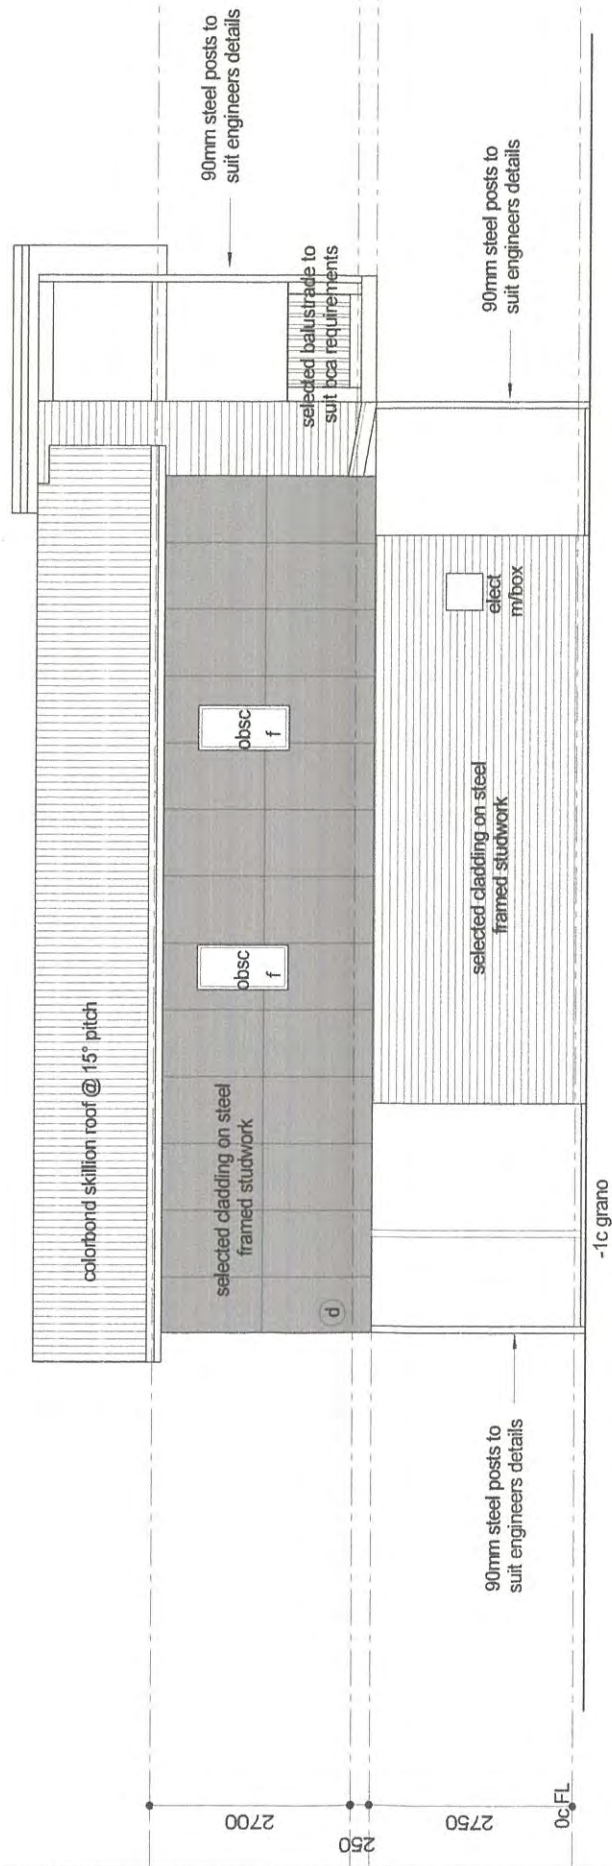 90mm steel posts to
suit engineers details
colorbond skillion roof @ 15° pitch
selected balustrade to
suit bca requirements
90mm steel posts to
suit engineers details
obsc
f
obsc
f
selected cladding on steel
framed studwork
d
elect
m/box
selected cladding on steel
framed studwork
90mm steel posts to
suit engineers details
-1c grano
2700
250
2750
0c FL